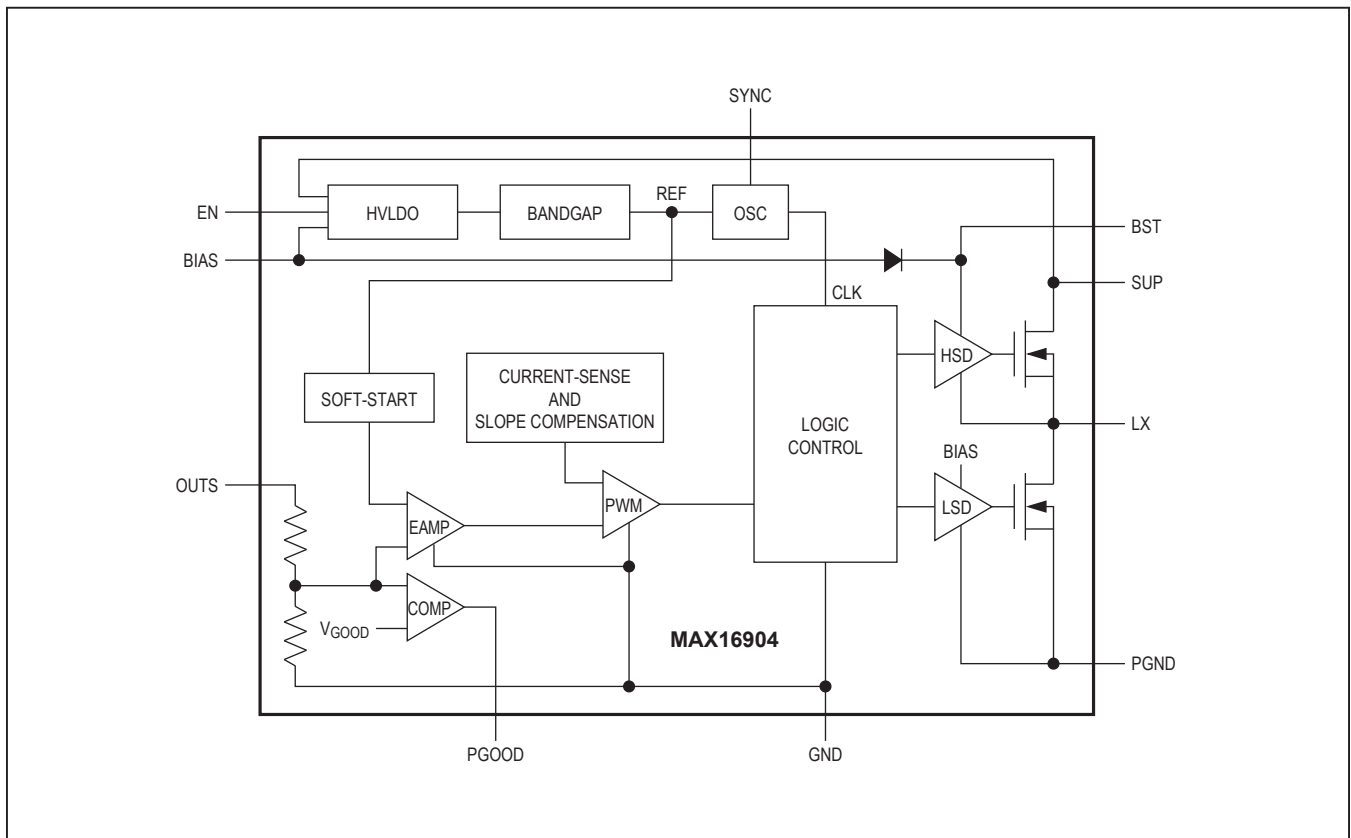 SYNC
EN
HVLDO
BANDGAP
REF
OSC
BST
BIAS
SUP
CLK
HSD
SOFT-START
CURRENT-SENSE
AND
SLOPE COMPENSATION
LOGIC
CONTROL
LX
BIAS
OUTS
EAMP
PWM
LSD
COMP
VGOOD
MAX16904
PGND
PGOOD
GND